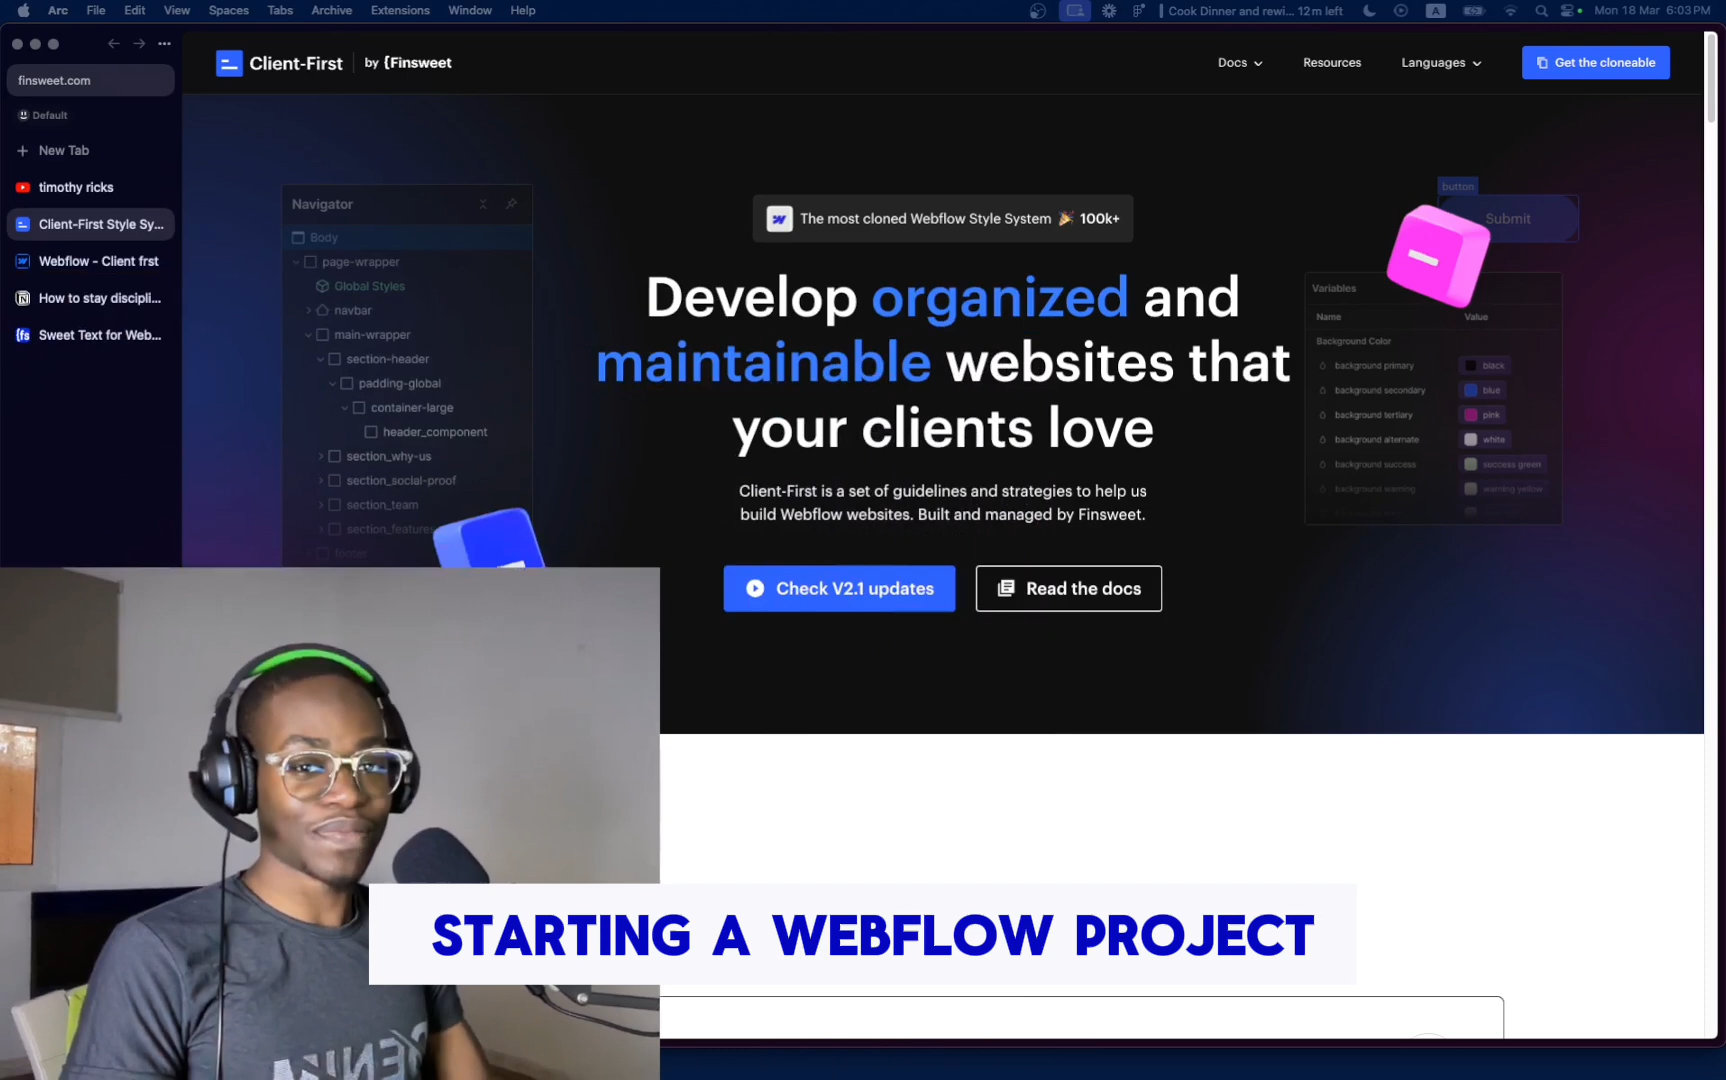 Arc File Edit View Spaces Tabs Archive Extensions Window Help
Cook Dinner and rewi... 12 m left
A
Mon 18 Mar 6:03 PM
finsweet.com
Default
New Tab
timothy ricks
Client-First Style Sy...
Webflow - Client frst
How to stay discipli...
Sweet Text for Web...
Client-First
by {Finsweet
Docs
Resources
Languages
Get the cloneable
Navigator
Body
page-wrapper
Global Styles
navbar
main-wrapper
section-header
padding-global
container-large
header_component
section_why-us
section_social-proof
section_team
section_features
footer
The most cloned Webflow Style System 🎉 100k+
Develop organized and
maintainable websites that
your clients love
Client-First is a set of guidelines and strategies to help us
build Webflow websites. Built and managed by Finsweet.
Check V2.1 updates
Read the docs
button
Submit
Variables
Name Value
Background Color
background primary black
background secondary blue
background tertiary pink
background alternate white
background success success green
background warning warning yellow
STARTING A WEBFLOW PROJECT